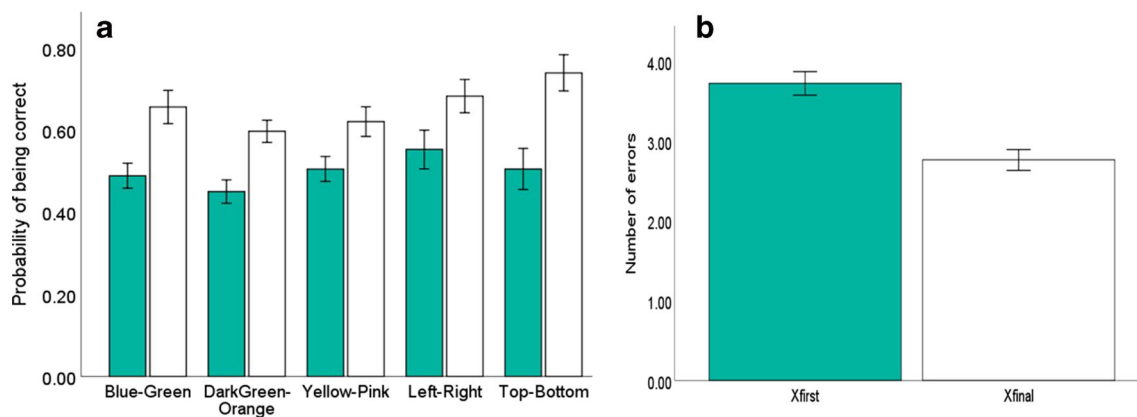 a
Probability of being correct
0.80
0.60
0.40
0.20
0.00
Blue-Green
DarkGreen-
Orange
Yellow-Pink
Left-Right
Top-Bottom
b
Number of errors
4.00
3.00
2.00
1.00
0.00
Xfirst
Xfinal